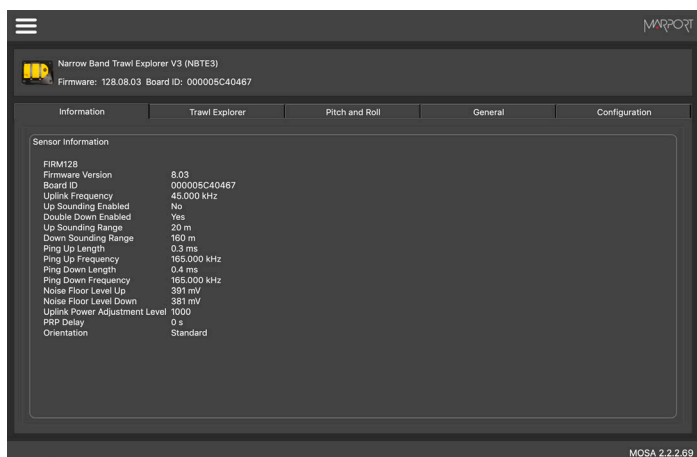 MARPORT
Narrow Band Trawl Explorer V3 (NBTE3)
Firmware: 128.08.03 Board ID: 000005C40467
Information Trawl Explorer Pitch and Roll General Configuration
Sensor Information
FIRM128
Firmware Version 8.03
Board ID 000005C40467
Uplink Frequency 45.000 kHz
Up Sounding Enabled No
Double Down Enabled Yes
Up Sounding Range 20 m
Down Sounding Range 160 m
Ping Up Length 0.3 ms
Ping Up Frequency 165.000 kHz
Ping Down Length 0.4 ms
Ping Down Frequency 165.000 kHz
Noise Floor Level Up 391 mV
Noise Floor Level Down 381 mV
Uplink Power Adjustment Level 1000
PRP Delay 0 s
Orientation Standard
MOSA 2.2.2.69